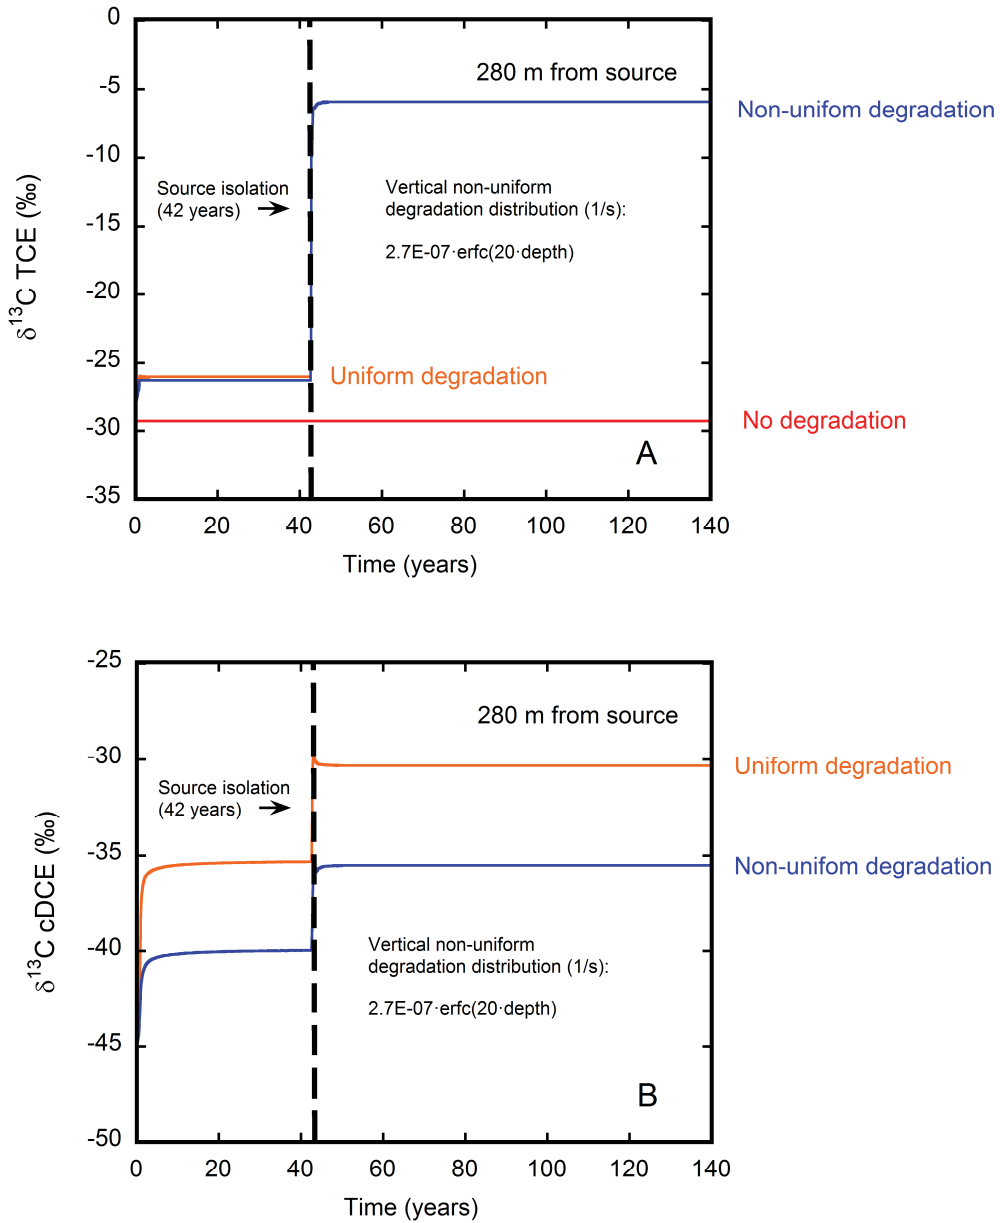 0
-5
-10
-15
-20
-25
-30
-35
δ¹³C TCE (‰)
280 m from source
Non-unifom degradation
Source isolation
(42 years)
Vertical non-uniform
degradation distribution (1/s):
2.7E-07·erfc(20·depth)
Uniform degradation
No degradation
A
0 20 40 60 80 100 120 140
Time (years)
-25
-30
-35
-40
-45
-50
δ¹³C cDCE (‰)
280 m from source
Uniform degradation
Source isolation
(42 years)
Non-unifom degradation
Vertical non-uniform
degradation distribution (1/s):
2.7E-07·erfc(20·depth)
B
0 20 40 60 80 100 120 140
Time (years)